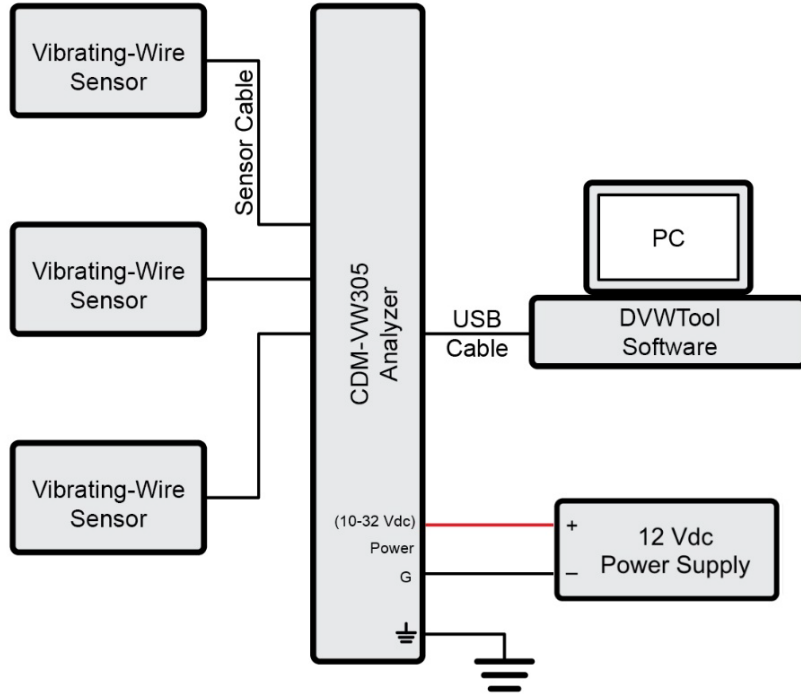 Vibrating-Wire
Sensor
Sensor Cable
Vibrating-Wire
Sensor
Vibrating-Wire
Sensor
CDM-VW305
Analyzer
(10-32 Vdc)
Power
G
USB
Cable
PC
DVWTool
Software
+
12 Vdc
Power Supply
–